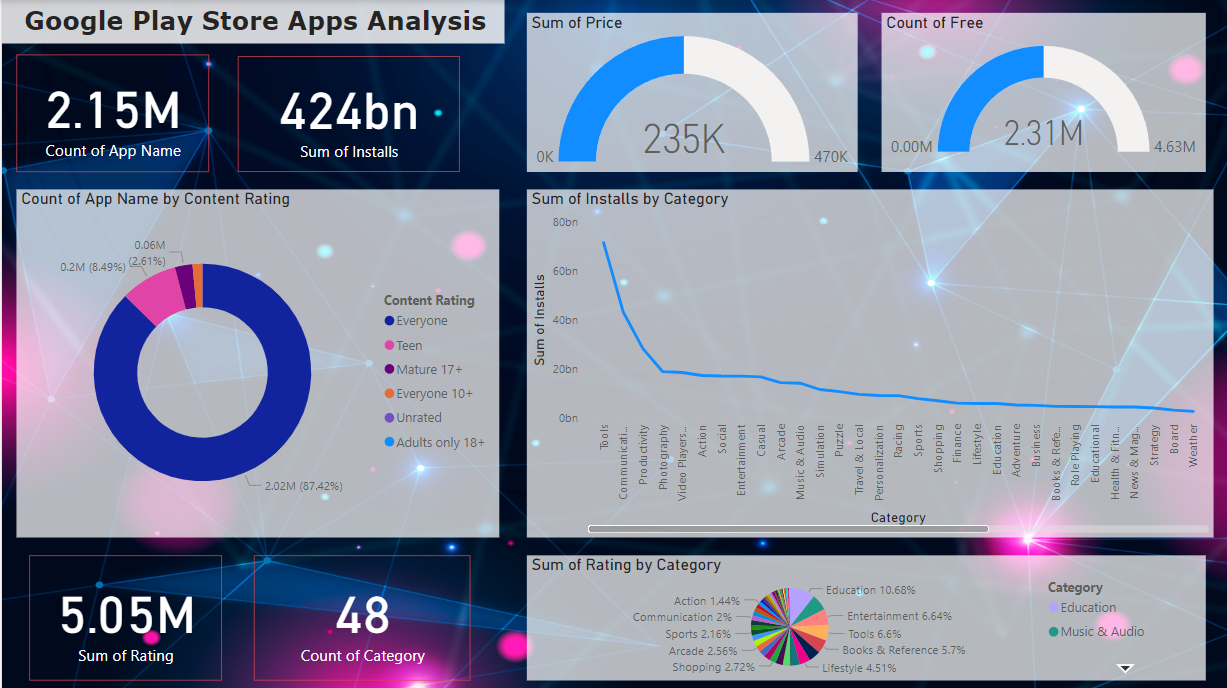 Google Play Store Apps Analysis
2.15M
Count of App Name
424bn
Sum of Installs
Sum of Price
235K
0K
470K
Count of Free
2.31M
0.00M
4.63M
Count of App Name by Content Rating
0.06M
(2.61%)
0.2M (8.49%)
2.02M (87.42%)
Content Rating
Everyone
Teen
Mature 17+
Everyone 10+
Unrated
Adults only 18+
Sum of Installs by Category
Sum of Installs
80bn
60bn
40bn
20bn
0bn
Tools
Communicati...
Productivity
Photography
Video Players...
Action
Social
Entertainment
Casual
Arcade
Music & Audio
Simulation
Puzzle
Travel & Local
Personalization
Racing
Sports
Shopping
Finance
Lifestyle
Education
Adventure
Business
Books & Refe...
Role Playing
Educational
Health & Fitn...
News & Mag...
Strategy
Board
Weather
Category
5.05M
Sum of Rating
48
Count of Category
Sum of Rating by Category
Action 1.44%
Communication 2%
Sports 2.16%
Arcade 2.56%
Shopping 2.72%
Education 10.68%
Entertainment 6.64%
Tools 6.6%
Books & Reference 5.7%
Lifestyle 4.51%
Category
Education
Music & Audio